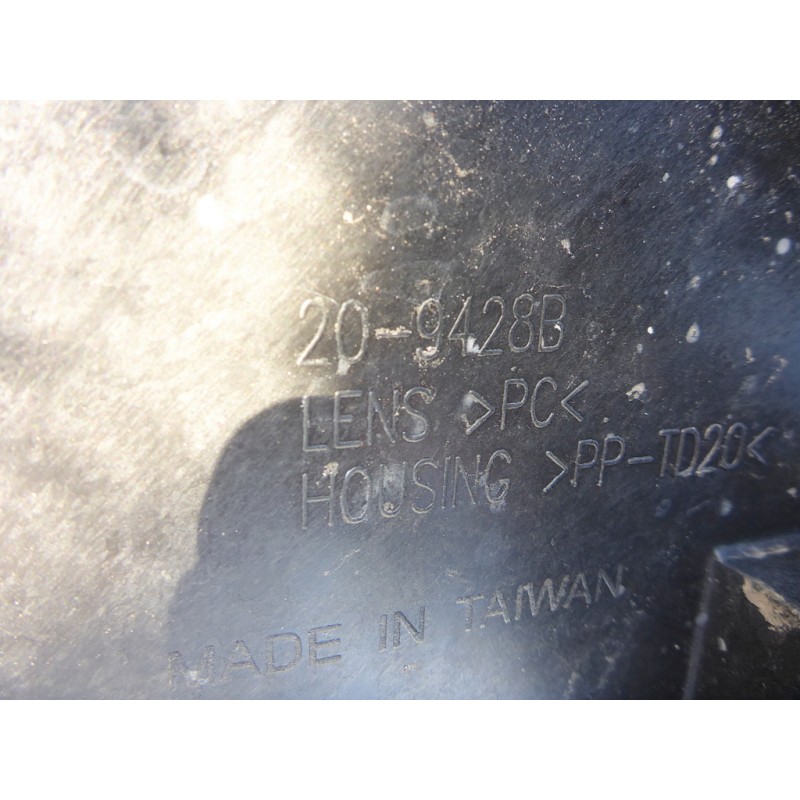 20-9428B
LENS >PC<
HOUSING >PP-TD20<
MADE IN TAIWAN